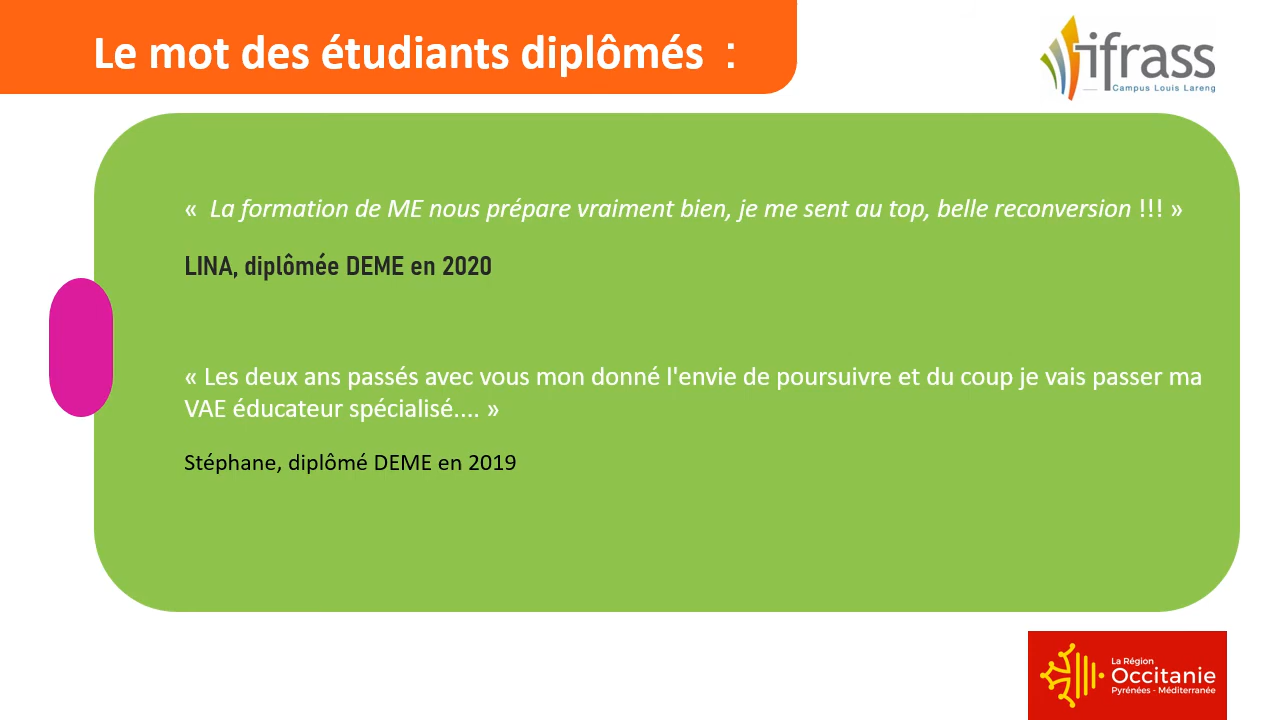 Le mot des étudiants diplômés :
ifrass
Campus Louis Lareng
« La formation de ME nous prépare vraiment bien, je me sent au top, belle reconversion !!! »
LINA, diplômée DEME en 2020
« Les deux ans passés avec vous mon donné l'envie de poursuivre et du coup je vais passer ma
VAE éducateur spécialisé.... »
Stéphane, diplômé DEME en 2019
La Région
Occitanie
Pyrénées - Méditerranée